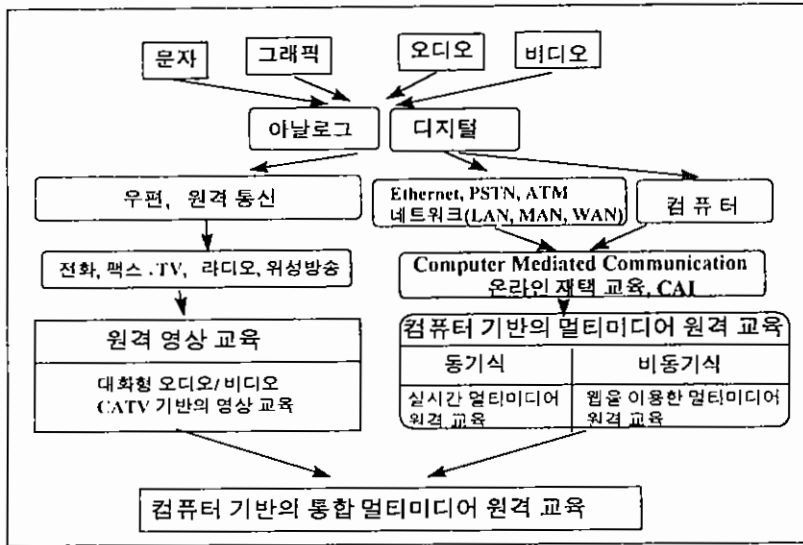 문자
그래픽
오디오
비디오
아날로그
디지털
우편, 원격 통신
Ethernet, PSTN, ATM
네트워크(LAN, MAN, WAN)
컴퓨터
전화, 팩스 .TV, 라디오, 위성방송
Computer Mediated Communication
온라인 재택 교육, CAI
원격 영상 교육
대화형 오디오/비디오
CATV 기반의 영상 교육
컴퓨터 기반의 멀티미디어 원격 교육
동기식
비동기식
실시간 멀티미디어
원격 교육
웹을 이용한 멀티미디어
원격 교육
컴퓨터 기반의 통합 멀티미디어 원격 교육